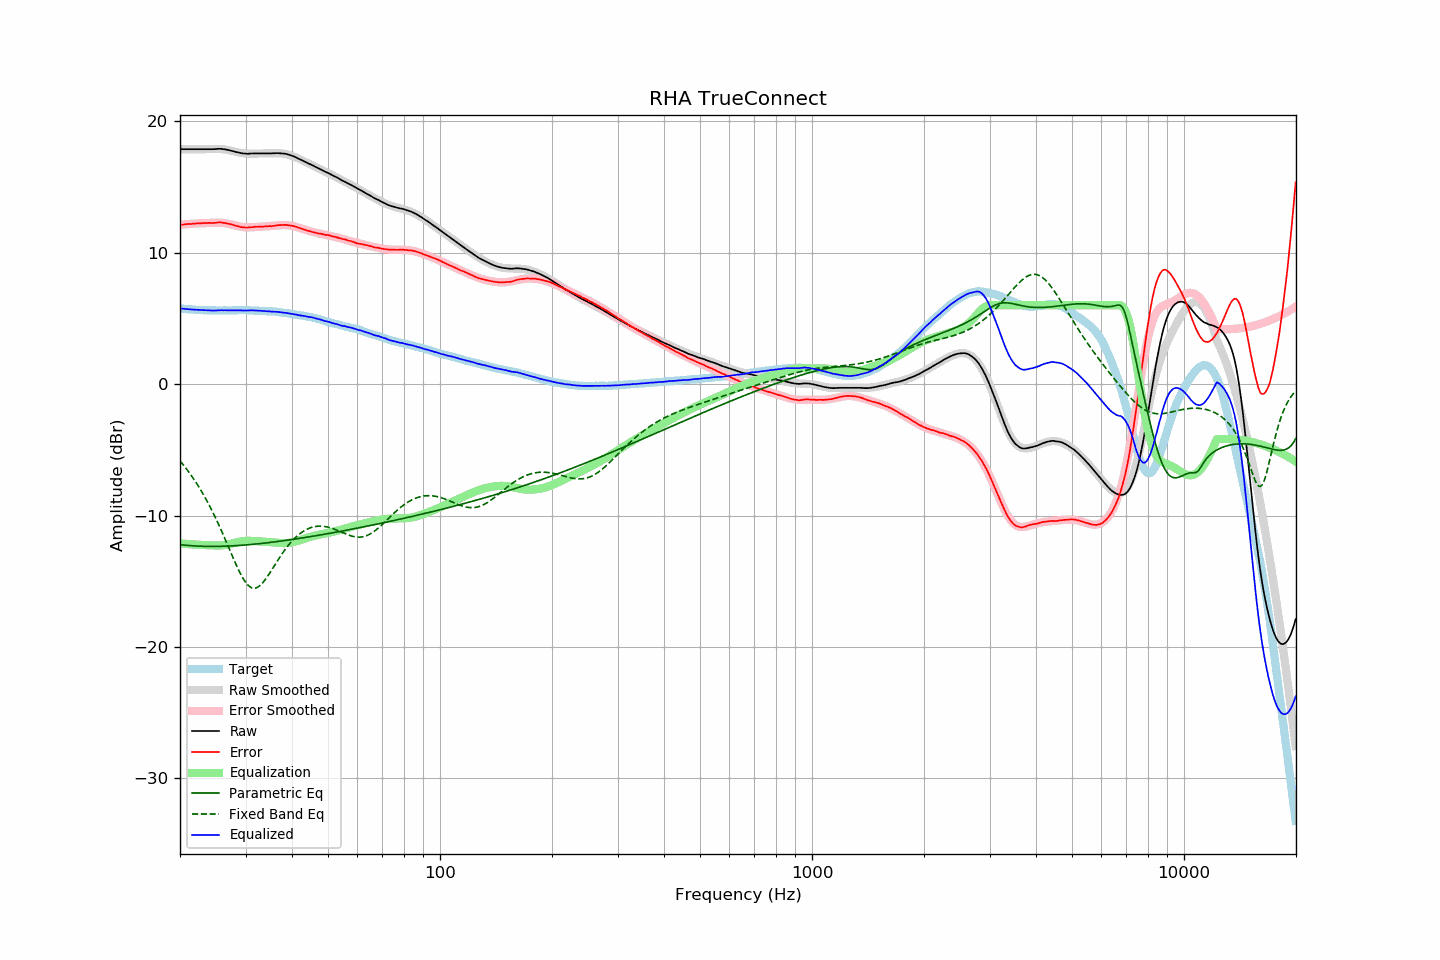 RHA TrueConnect
20
10
0
−10
−20
−30
Amplitude (dBr)
Target
Raw Smoothed
Error Smoothed
Raw
Error
Equalization
Parametric Eq
Fixed Band Eq
Equalized
100
1000
10000
Frequency (Hz)